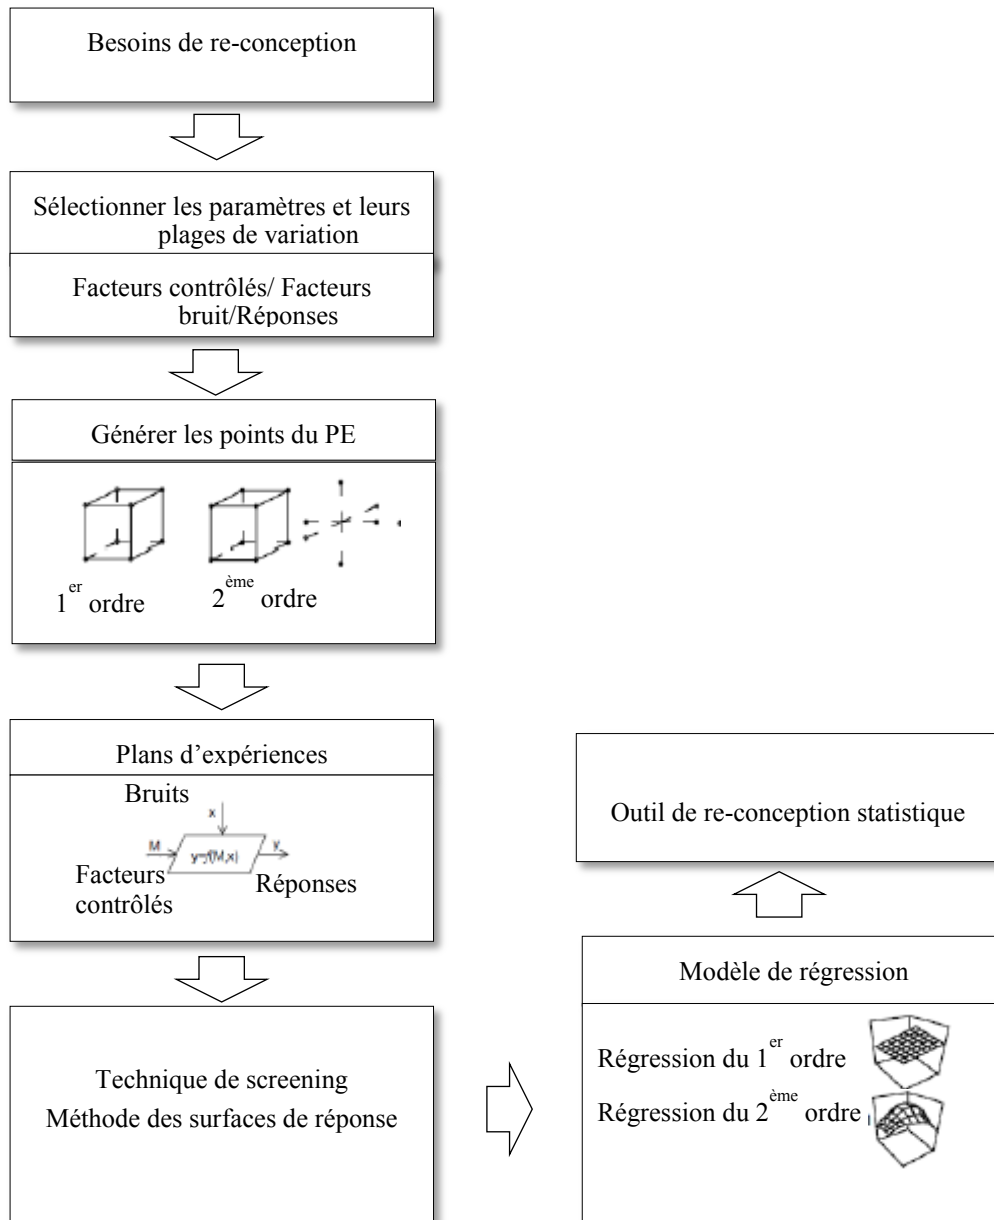 Besoins de re-conception
Sélectionner les paramètres et leurs
plages de variation
Facteurs contrôlés/ Facteurs
bruit/Réponses
Générer les points du PE
1er ordre
2ème ordre
Plans d’expériences
Bruits
x
M
y=f(M,x)
y
Facteurs
contrôlés
Réponses
Technique de screening
Méthode des surfaces de réponse
Outil de re-conception statistique
Modèle de régression
Régression du 1er ordre
Régression du 2ème ordre